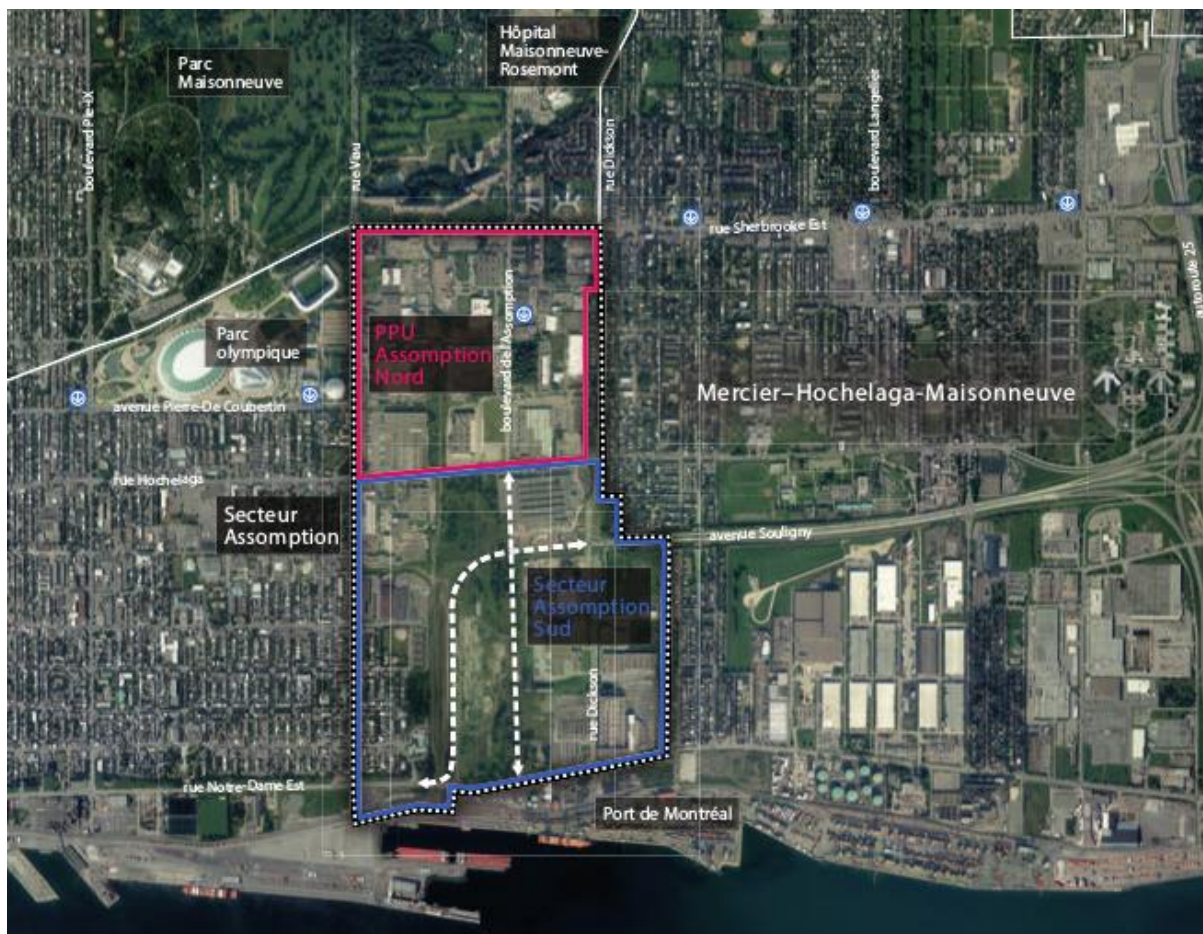 Hôpital
Maisonneuve-
Rosemont
Parc
Maisonneuve
boulevard Pie-IX
rue Viau
rue Dickson
boulevard Langelier
rue Sherbrooke Est
route 25
boulevard de l'Assomption
PPU
Assomption
Nord
Parc
olympique
Mercier–Hochelaga-Maisonneuve
avenue Pierre-De Coubertin
rue Hochelaga
Secteur
Assomption
avenue Souligny
Secteur
Assomption
Sud
rue Dickson
rue Notre-Dame Est
Port de Montréal